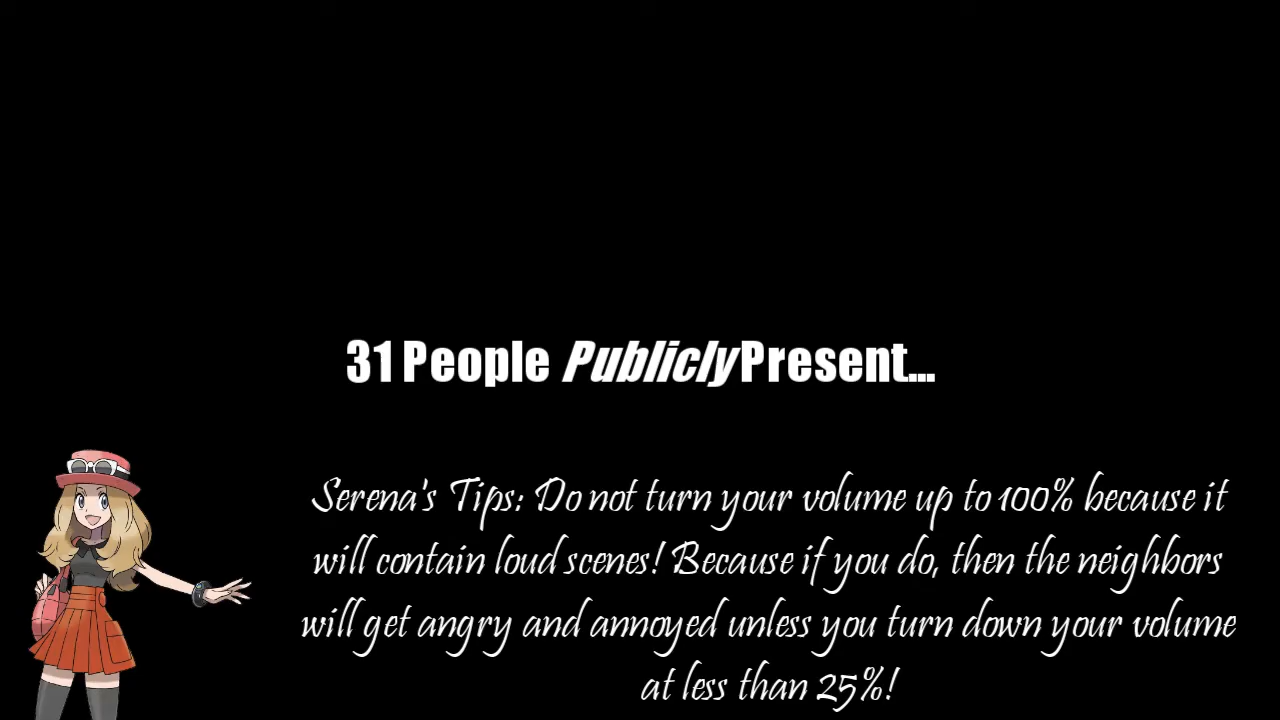 31 People Publicly Present...
Serena's Tips: Do not turn your volume up to 100% because it
will contain loud scenes! Because if you do, then the neighbors
will get angry and annoyed unless you turn down your volume
at less than 25%!